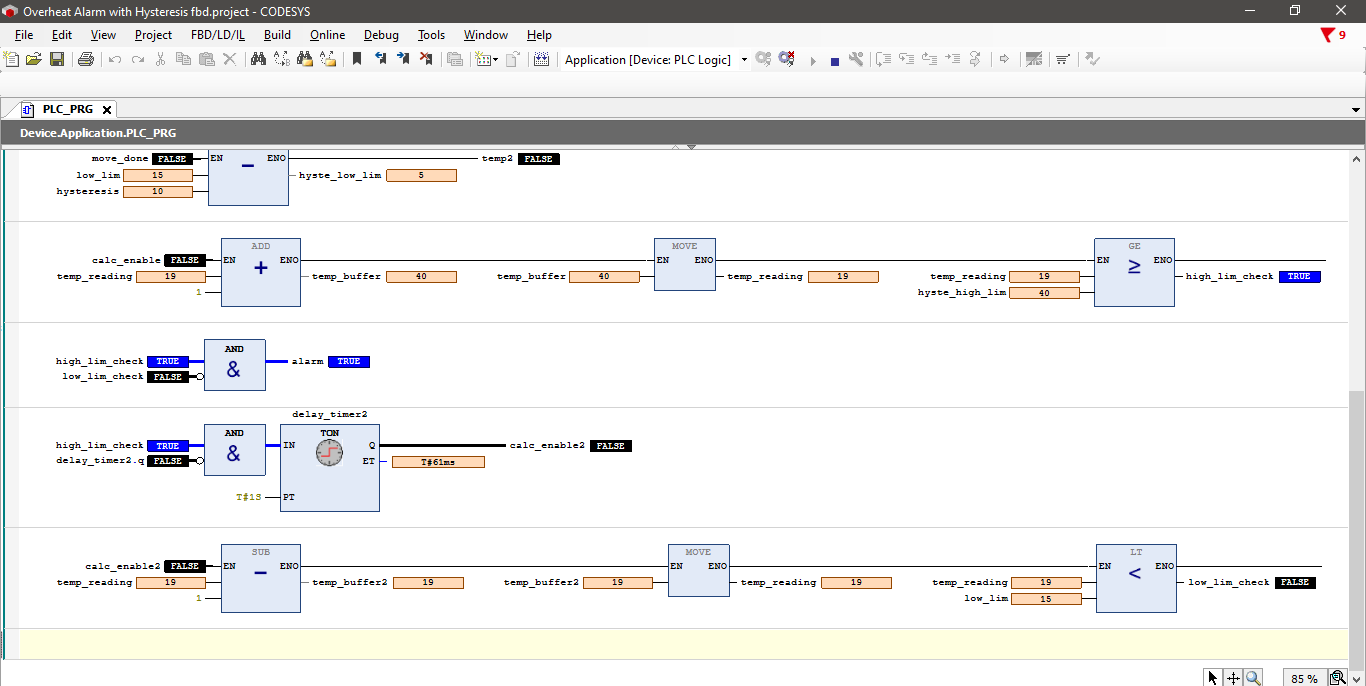 Overheat Alarm with Hysteresis fbd.project - CODESYS
File Edit View Project FBD/LD/IL Build Online Debug Tools Window Help 9
Application [Device: PLC Logic]
PLC_PRG
Device.Application.PLC_PRG
move_done FALSE EN ENO temp2 FALSE
low_lim 15 − hyste_low_lim 5
hysteresis 10
ADD MOVE GE
calc_enable FALSE EN ENO EN ENO EN ENO
temp_reading 19 + temp_buffer 40 temp_buffer 40 temp_reading 19 temp_reading 19 ≥ high_lim_check TRUE
1 hyste_high_lim 40
AND
high_lim_check TRUE & alarm TRUE
low_lim_check FALSE
delay_timer2
AND TON
high_lim_check TRUE & IN Q calc_enable2 FALSE
delay_timer2.q FALSE ET T#61ms
T#1S PT
SUB MOVE LT
calc_enable2 FALSE EN ENO EN ENO EN ENO
temp_reading 19 − temp_buffer2 19 temp_buffer2 19 temp_reading 19 temp_reading 19 < low_lim_check FALSE
1 low_lim 15
85 %